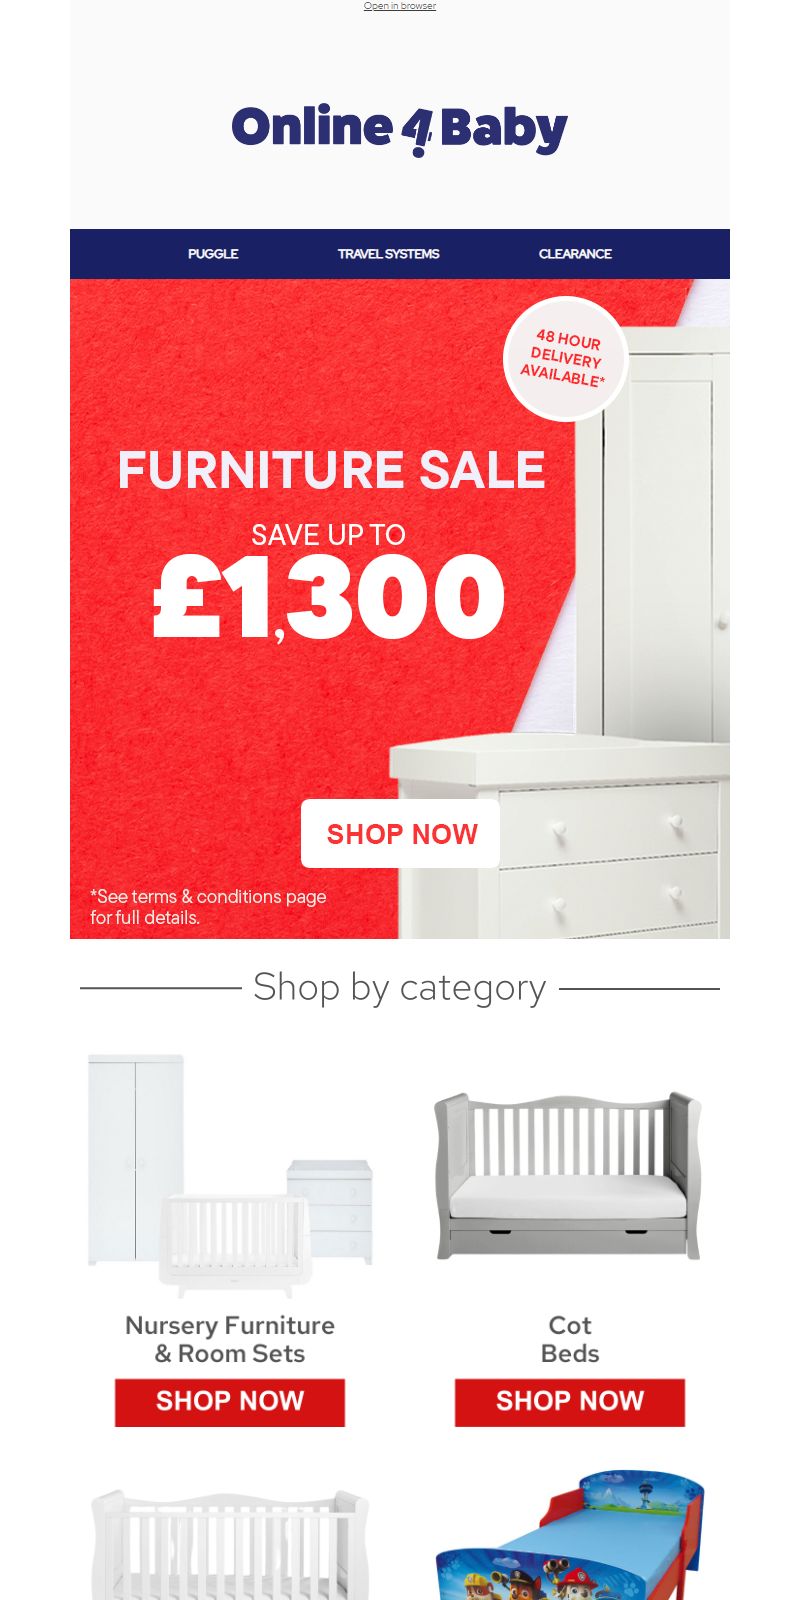 Open in browser
Online 4 Baby
PUGGLE TRAVEL SYSTEMS CLEARANCE
48 HOUR
DELIVERY
AVAILABLE*
FURNITURE SALE
SAVE UP TO
£1,300
SHOP NOW
*See terms & conditions page
for full details.
Shop by category
Nursery Furniture
& Room Sets
SHOP NOW
Cot
Beds
SHOP NOW